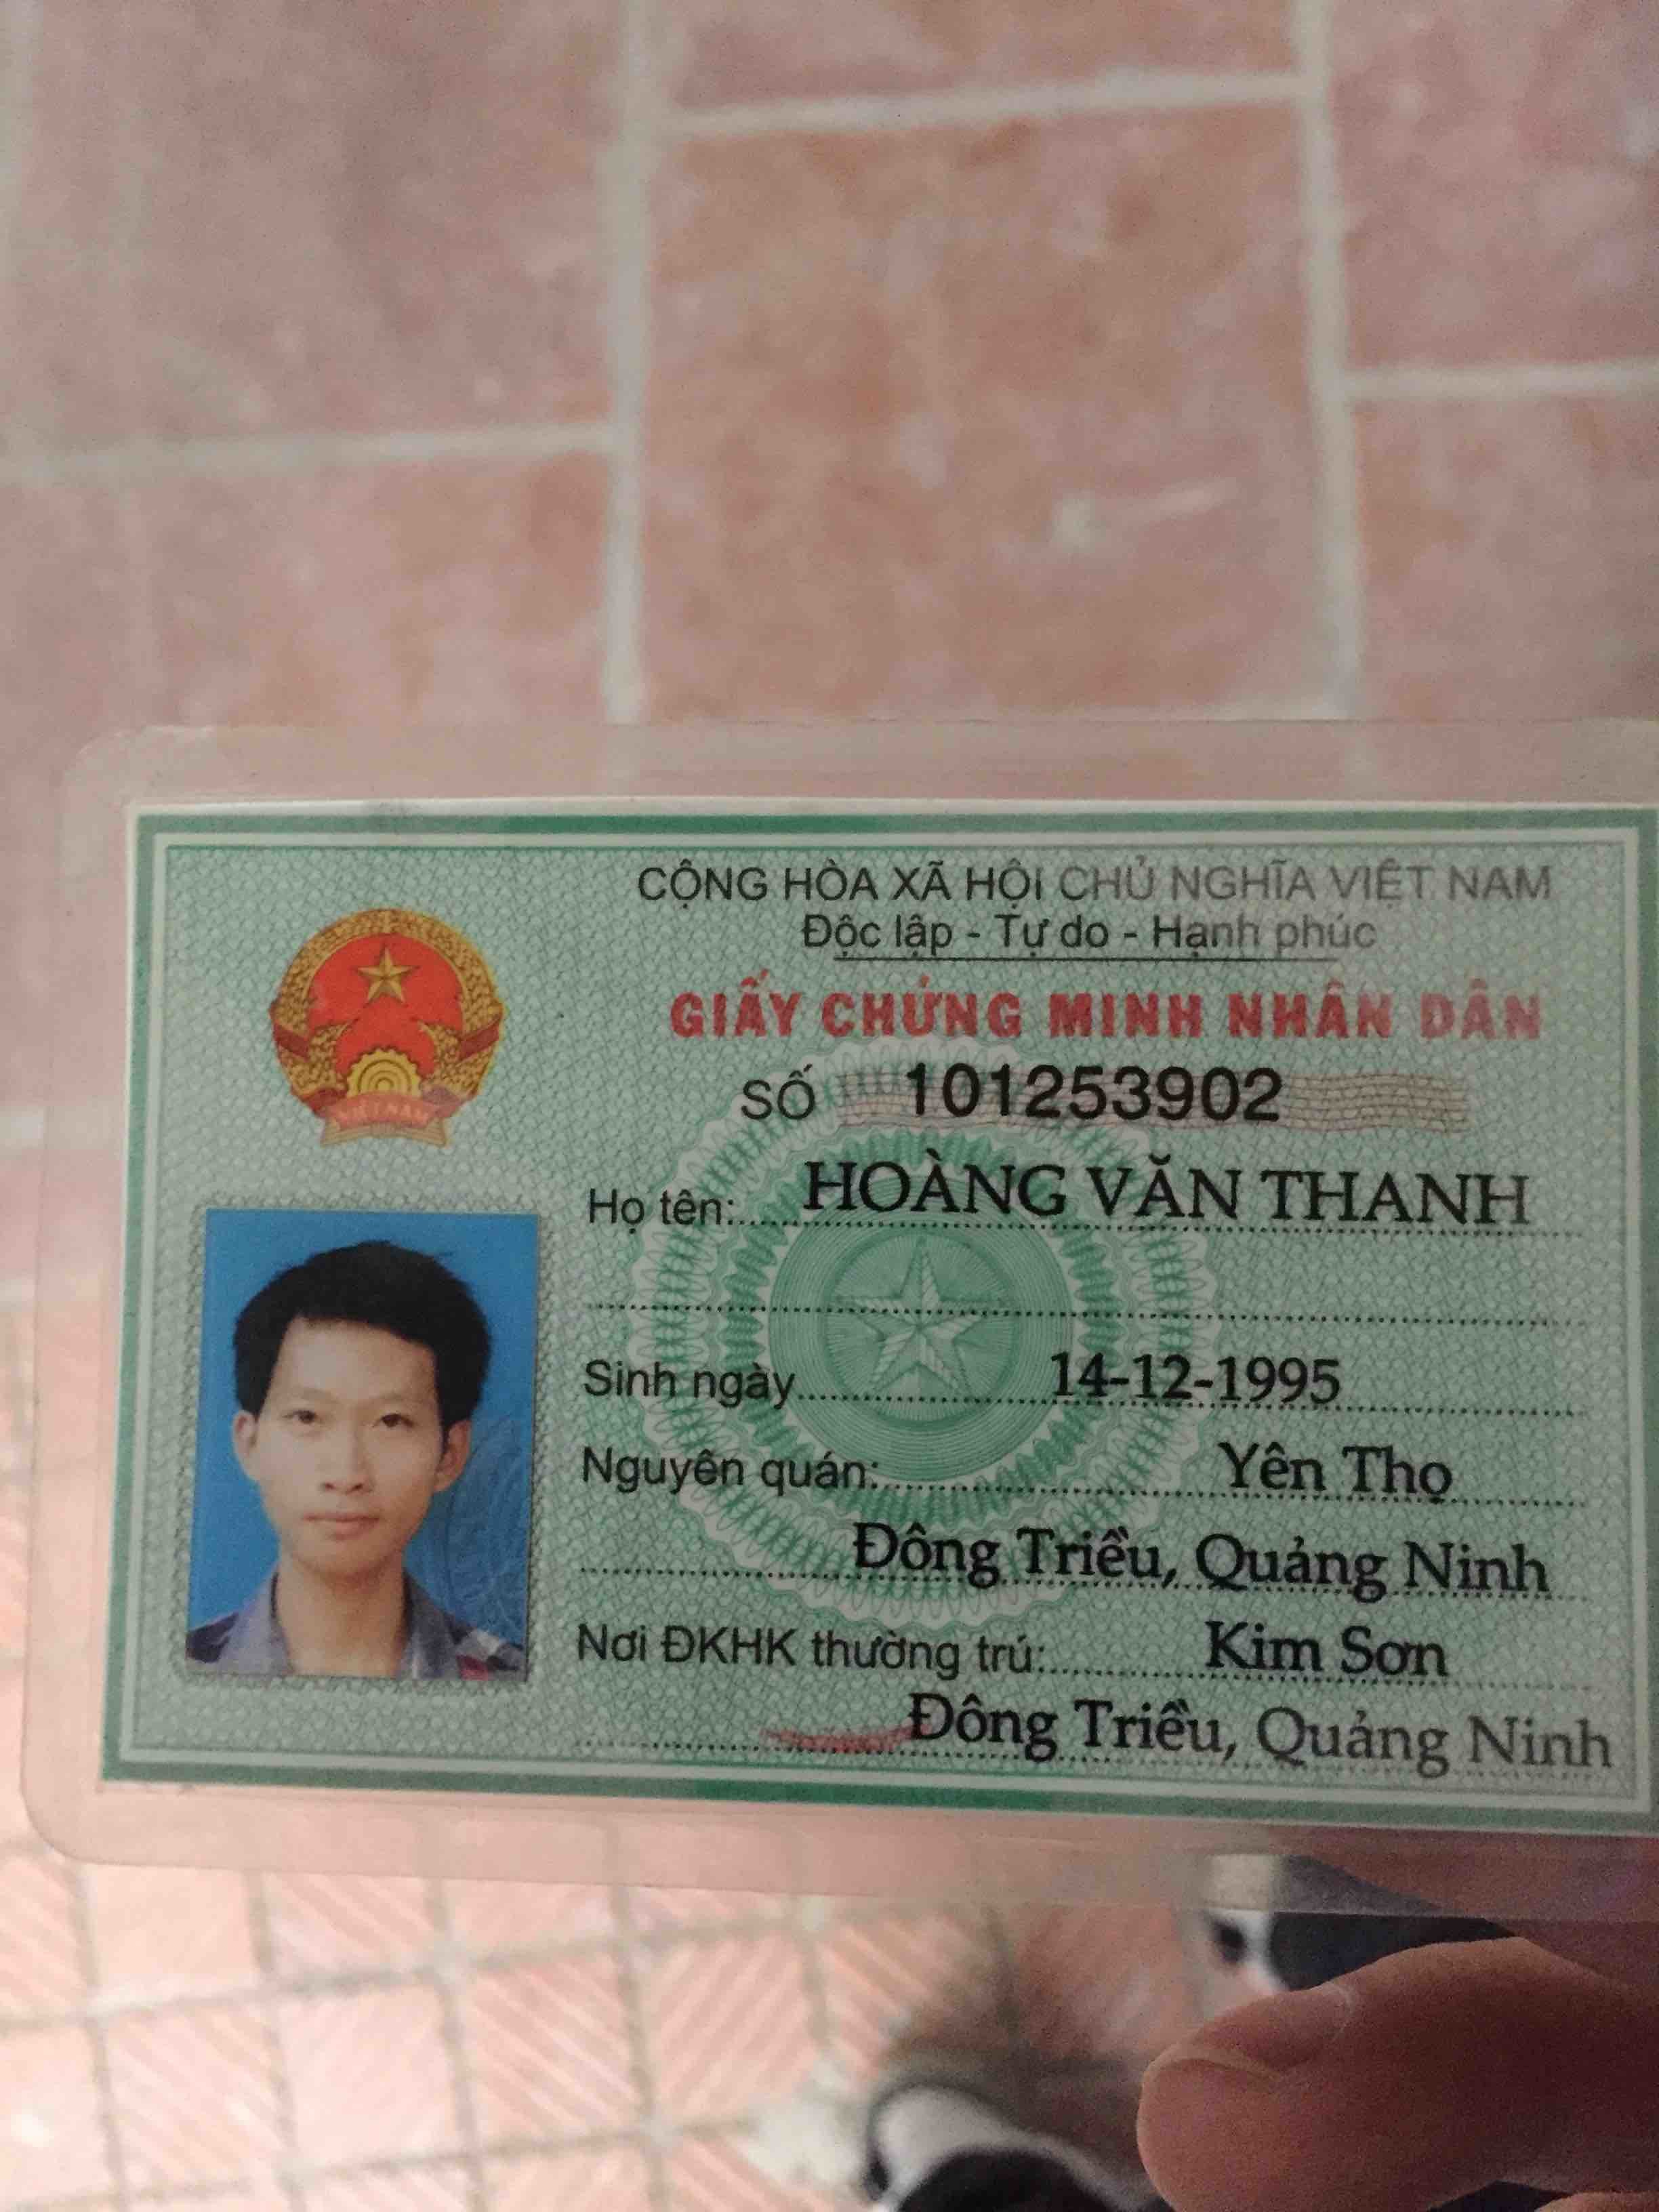 CỘNG HÒA XÃ HỘI CHỦ NGHĨA VIỆT NAM
Độc lập - Tự do - Hạnh phúc
GIẤY CHỨNG MINH NHÂN DÂN
SỐ 101253902
VIỆT NAM
Họ tên: HOÀNG VĂN THANH
Sinh ngày 14-12-1995
Nguyên quán: Yên Thọ
Đông Triều, Quảng Ninh
Nơi ĐKHK thường trú: Kim Sơn
Đông Triều, Quảng Ninh